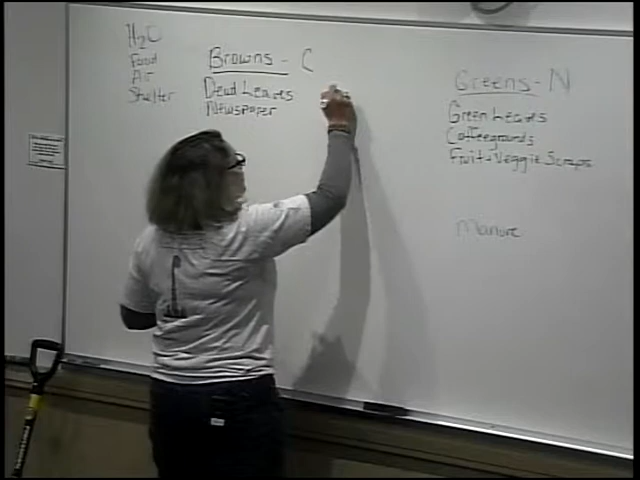 H2O
Food
Air
Shelter
Browns - C
Dead Leaves
Newspaper
Greens - N
Green Leaves
Coffeegrounds
Fruit + Veggie Scraps
Manure